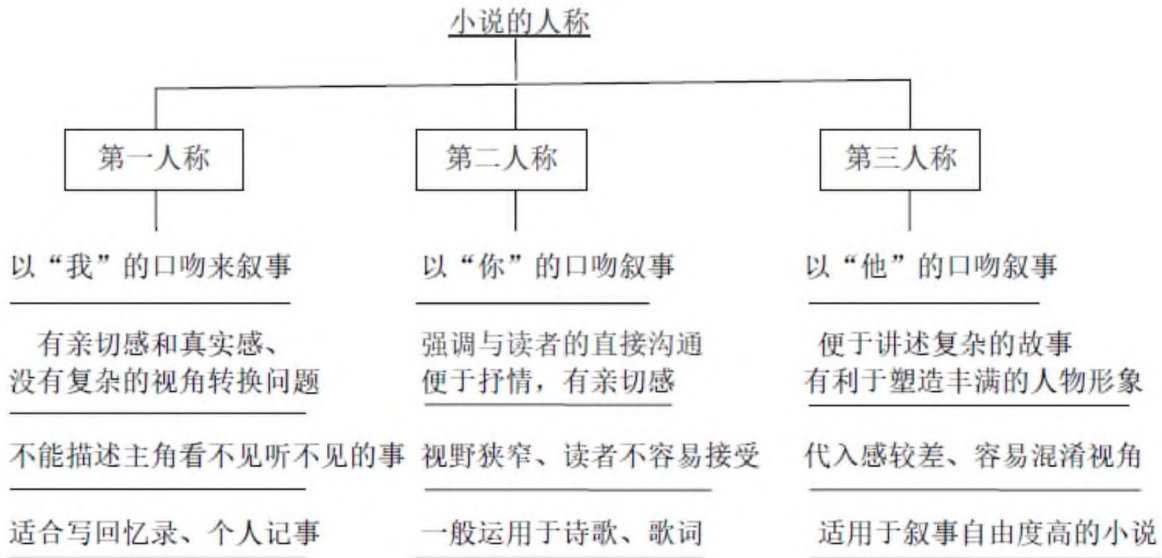 小说的人称
第一人称
第二人称
第三人称
以“我”的口吻来叙事
以“你”的口吻叙事
以“他”的口吻叙事
有亲切感和真实感、
没有复杂的视角转换问题
强调与读者的直接沟通
便于抒情，有亲切感
便于讲述复杂的故事
有利于塑造丰满的人物形象
不能描述主角看不见听不见的事
视野狭窄、读者不容易接受
代入感较差、容易混淆视角
适合写回忆录、个人记事
一般运用于诗歌、歌词
适用于叙事自由度高的小说